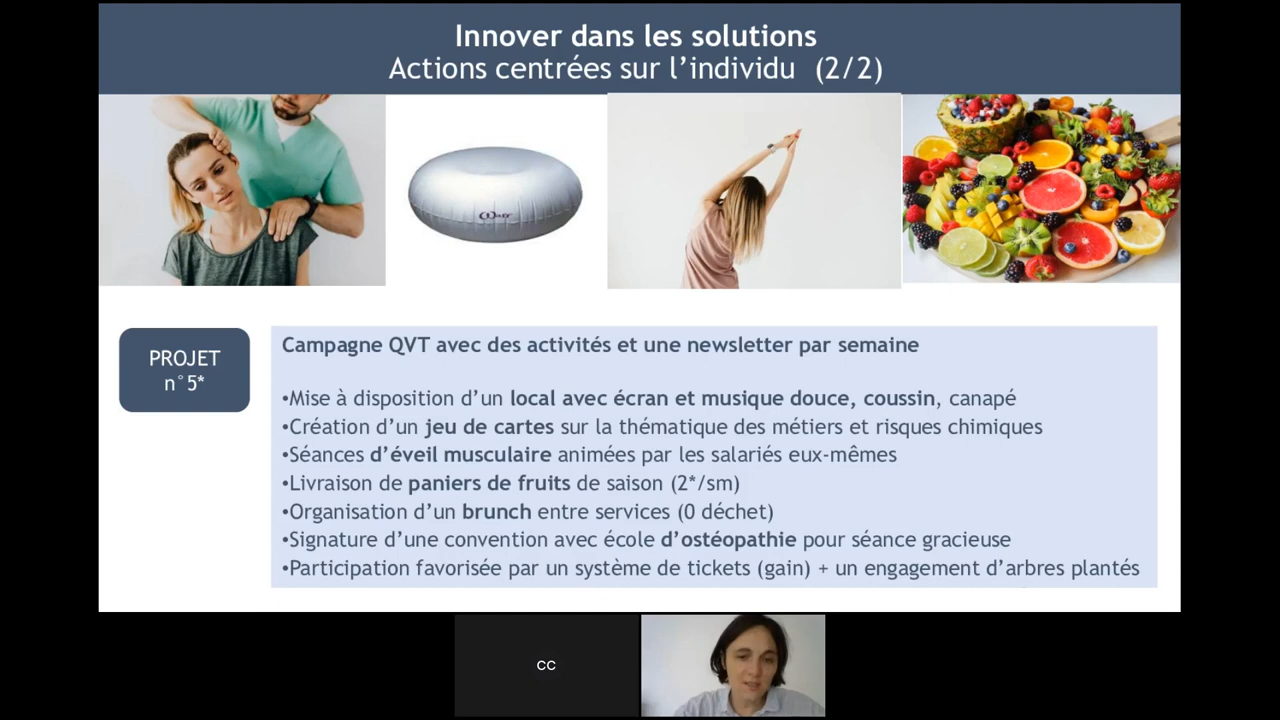 Innover dans les solutions
Actions centrées sur l’individu (2/2)
PROJET
n°5*
Campagne QVT avec des activités et une newsletter par semaine
•Mise à disposition d’un local avec écran et musique douce, coussin, canapé
•Création d’un jeu de cartes sur la thématique des métiers et risques chimiques
•Séances d’éveil musculaire animées par les salariés eux-mêmes
•Livraison de paniers de fruits de saison (2*/sm)
•Organisation d’un brunch entre services (0 déchet)
•Signature d’une convention avec école d’ostéopathie pour séance gracieuse
•Participation favorisée par un système de tickets (gain) + un engagement d’arbres plantés
CC